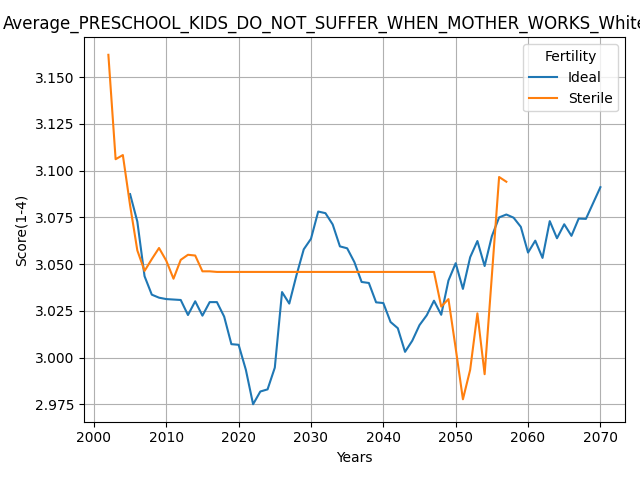 Average_PRESCHOOL_KIDS_DO_NOT_SUFFER_WHEN_MOTHER_WORKS_White
Fertility
Ideal
Sterile
Score(1-4)
3.150
3.125
3.100
3.075
3.050
3.025
3.000
2.975
2000 2010 2020 2030 2040 2050 2060 2070
Years